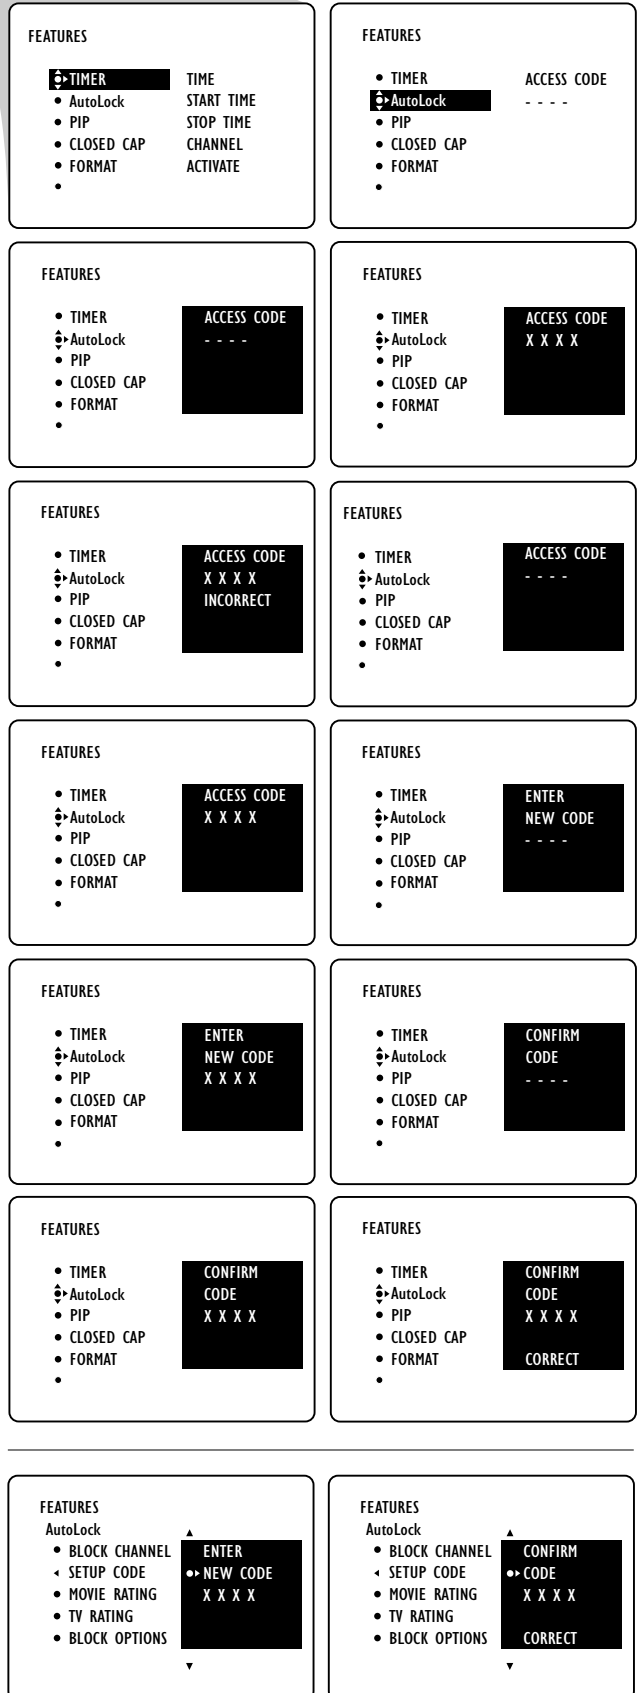 FEATURES
TIMER TIME
AutoLock START TIME
PIP STOP TIME
CLOSED CAP CHANNEL
FORMAT ACTIVATE
FEATURES
TIMER ACCESS CODE
AutoLock - - - -
PIP
CLOSED CAP
FORMAT
FEATURES
TIMER ACCESS CODE
AutoLock - - - -
PIP
CLOSED CAP
FORMAT
FEATURES
TIMER ACCESS CODE
AutoLock X X X X
PIP
CLOSED CAP
FORMAT
FEATURES
TIMER ACCESS CODE
AutoLock X X X X
PIP INCORRECT
CLOSED CAP
FORMAT
FEATURES
TIMER ACCESS CODE
AutoLock - - - -
PIP
CLOSED CAP
FORMAT
FEATURES
TIMER ACCESS CODE
AutoLock X X X X
PIP
CLOSED CAP
FORMAT
FEATURES
TIMER ENTER
AutoLock NEW CODE
PIP - - - -
CLOSED CAP
FORMAT
FEATURES
TIMER ENTER
AutoLock NEW CODE
PIP X X X X
CLOSED CAP
FORMAT
FEATURES
TIMER CONFIRM
AutoLock CODE
PIP - - - -
CLOSED CAP
FORMAT
FEATURES
TIMER CONFIRM
AutoLock CODE
PIP X X X X
CLOSED CAP
FORMAT
FEATURES
TIMER CONFIRM
AutoLock CODE
PIP X X X X
CLOSED CAP
FORMAT CORRECT
FEATURES
AutoLock
BLOCK CHANNEL ENTER
SETUP CODE NEW CODE
MOVIE RATING X X X X
TV RATING
BLOCK OPTIONS
FEATURES
AutoLock
BLOCK CHANNEL CONFIRM
SETUP CODE CODE
MOVIE RATING X X X X
TV RATING
BLOCK OPTIONS CORRECT